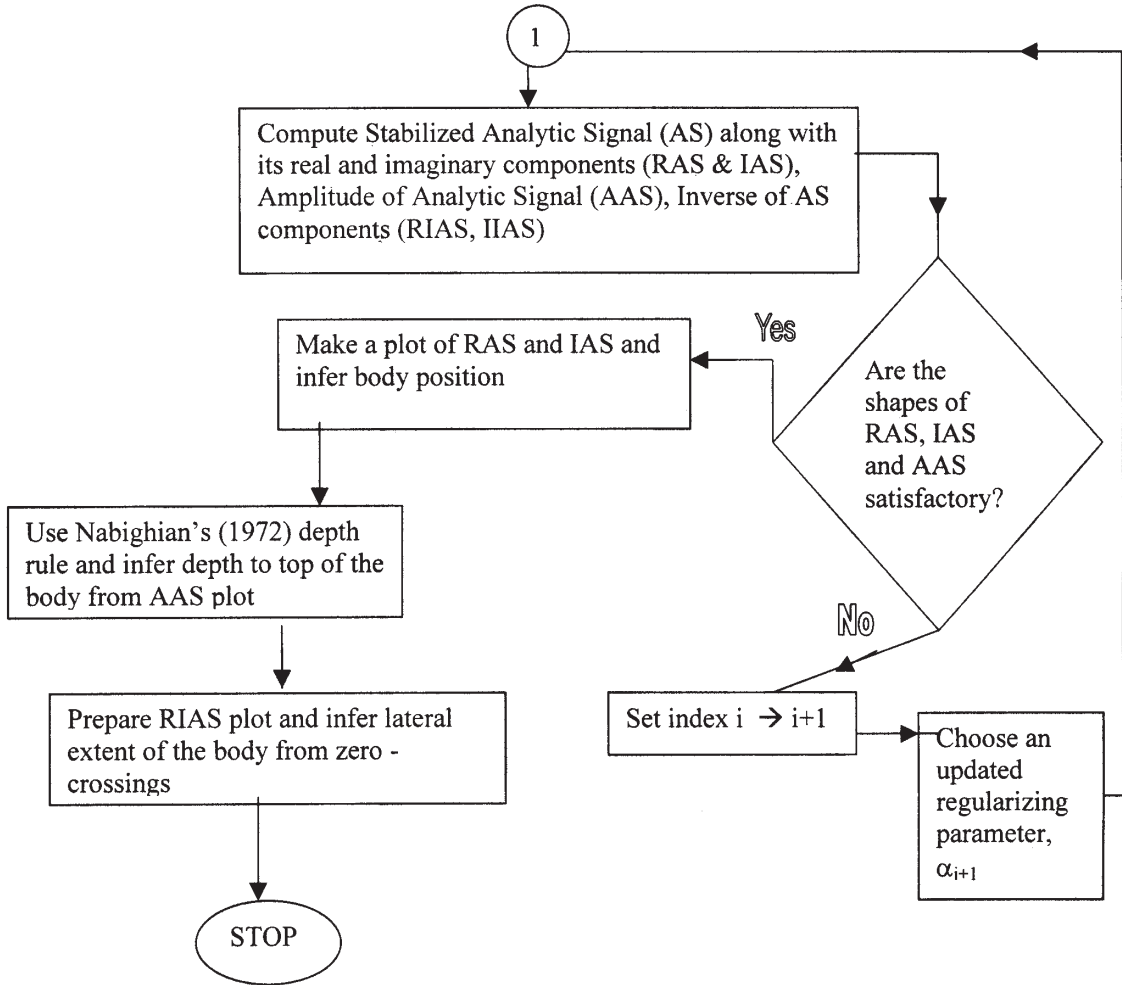 1
Compute Stabilized Analytic Signal (AS) along with
its real and imaginary components (RAS & IAS),
Amplitude of Analytic Signal (AAS), Inverse of AS
components (RIAS, IIAS)
Are the
shapes of
RAS, IAS
and AAS
satisfactory?
Yes
Make a plot of RAS and IAS and
infer body position
Use Nabighian's (1972) depth
rule and infer depth to top of the
body from AAS plot
Prepare RIAS plot and infer lateral
extent of the body from zero -
crossings
STOP
No
Set index i → i+1
Choose an
updated
regularizing
parameter,
αi+1